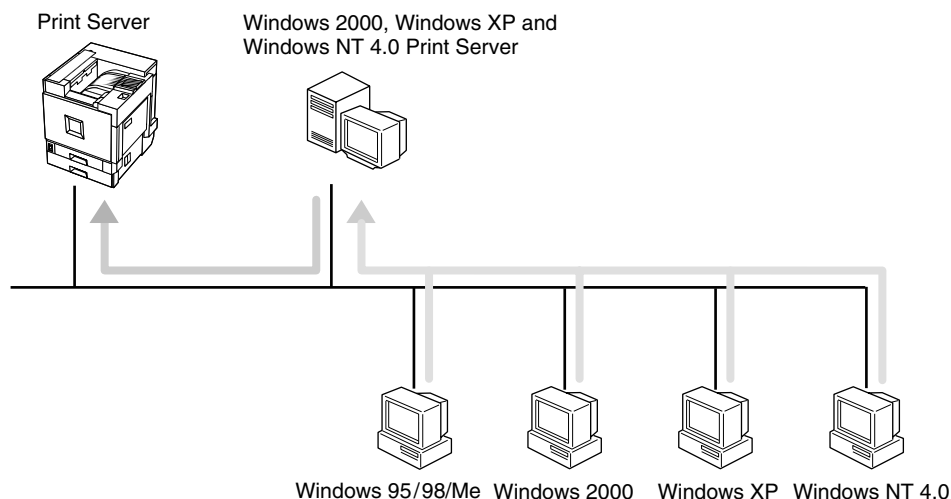 Print Server
Windows 2000, Windows XP and
Windows NT 4.0 Print Server
Windows 95/98/Me
Windows 2000
Windows XP
Windows NT 4.0